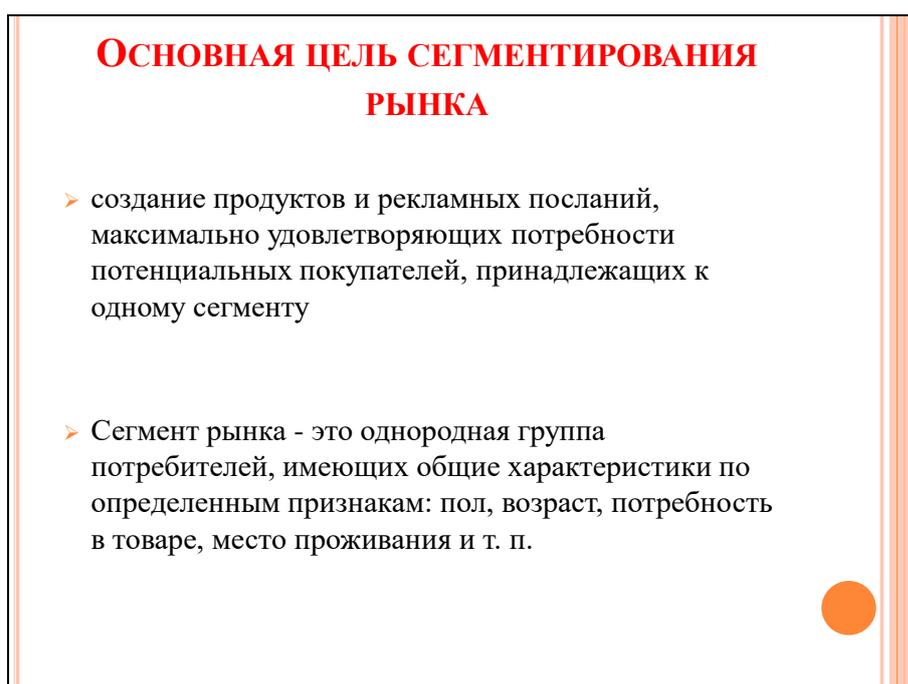 Основная цель сегментирования
рынка
создание продуктов и рекламных посланий,
максимально удовлетворяющих потребности
потенциальных покупателей, принадлежащих к
одному сегменту
Сегмент рынка - это однородная группа
потребителей, имеющих общие характеристики по
определенным признакам: пол, возраст, потребность
в товаре, место проживания и т. п.